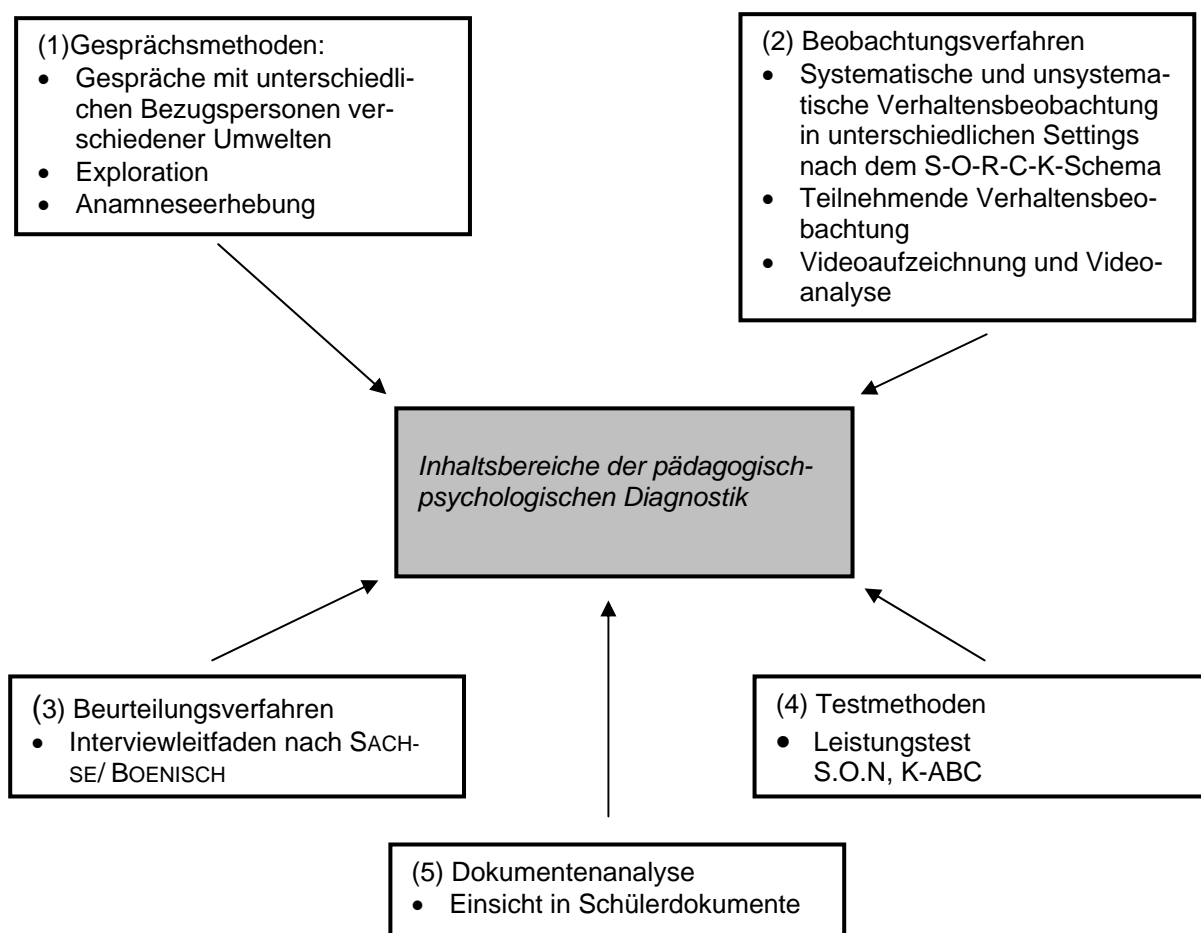 (1)Gesprächsmethoden:
• Gespräche mit unterschiedli-
chen Bezugspersonen ver-
schiedener Umwelten
• Exploration
• Anamneseerhebung
(2) Beobachtungsverfahren
• Systematische und unsystema-
tische Verhaltensbeobachtung
in unterschiedlichen Settings
nach dem S-O-R-C-K-Schema
• Teilnehmende Verhaltensbeo-
bachtung
• Videoaufzeichnung und Video-
analyse
Inhaltsbereiche der pädagogisch-
psychologischen Diagnostik
(3) Beurteilungsverfahren
• Interviewleitfaden nach SACH-
SE/ BOENISCH
(4) Testmethoden
• Leistungstest
S.O.N, K-ABC
(5) Dokumentenanalyse
• Einsicht in Schülerdokumente